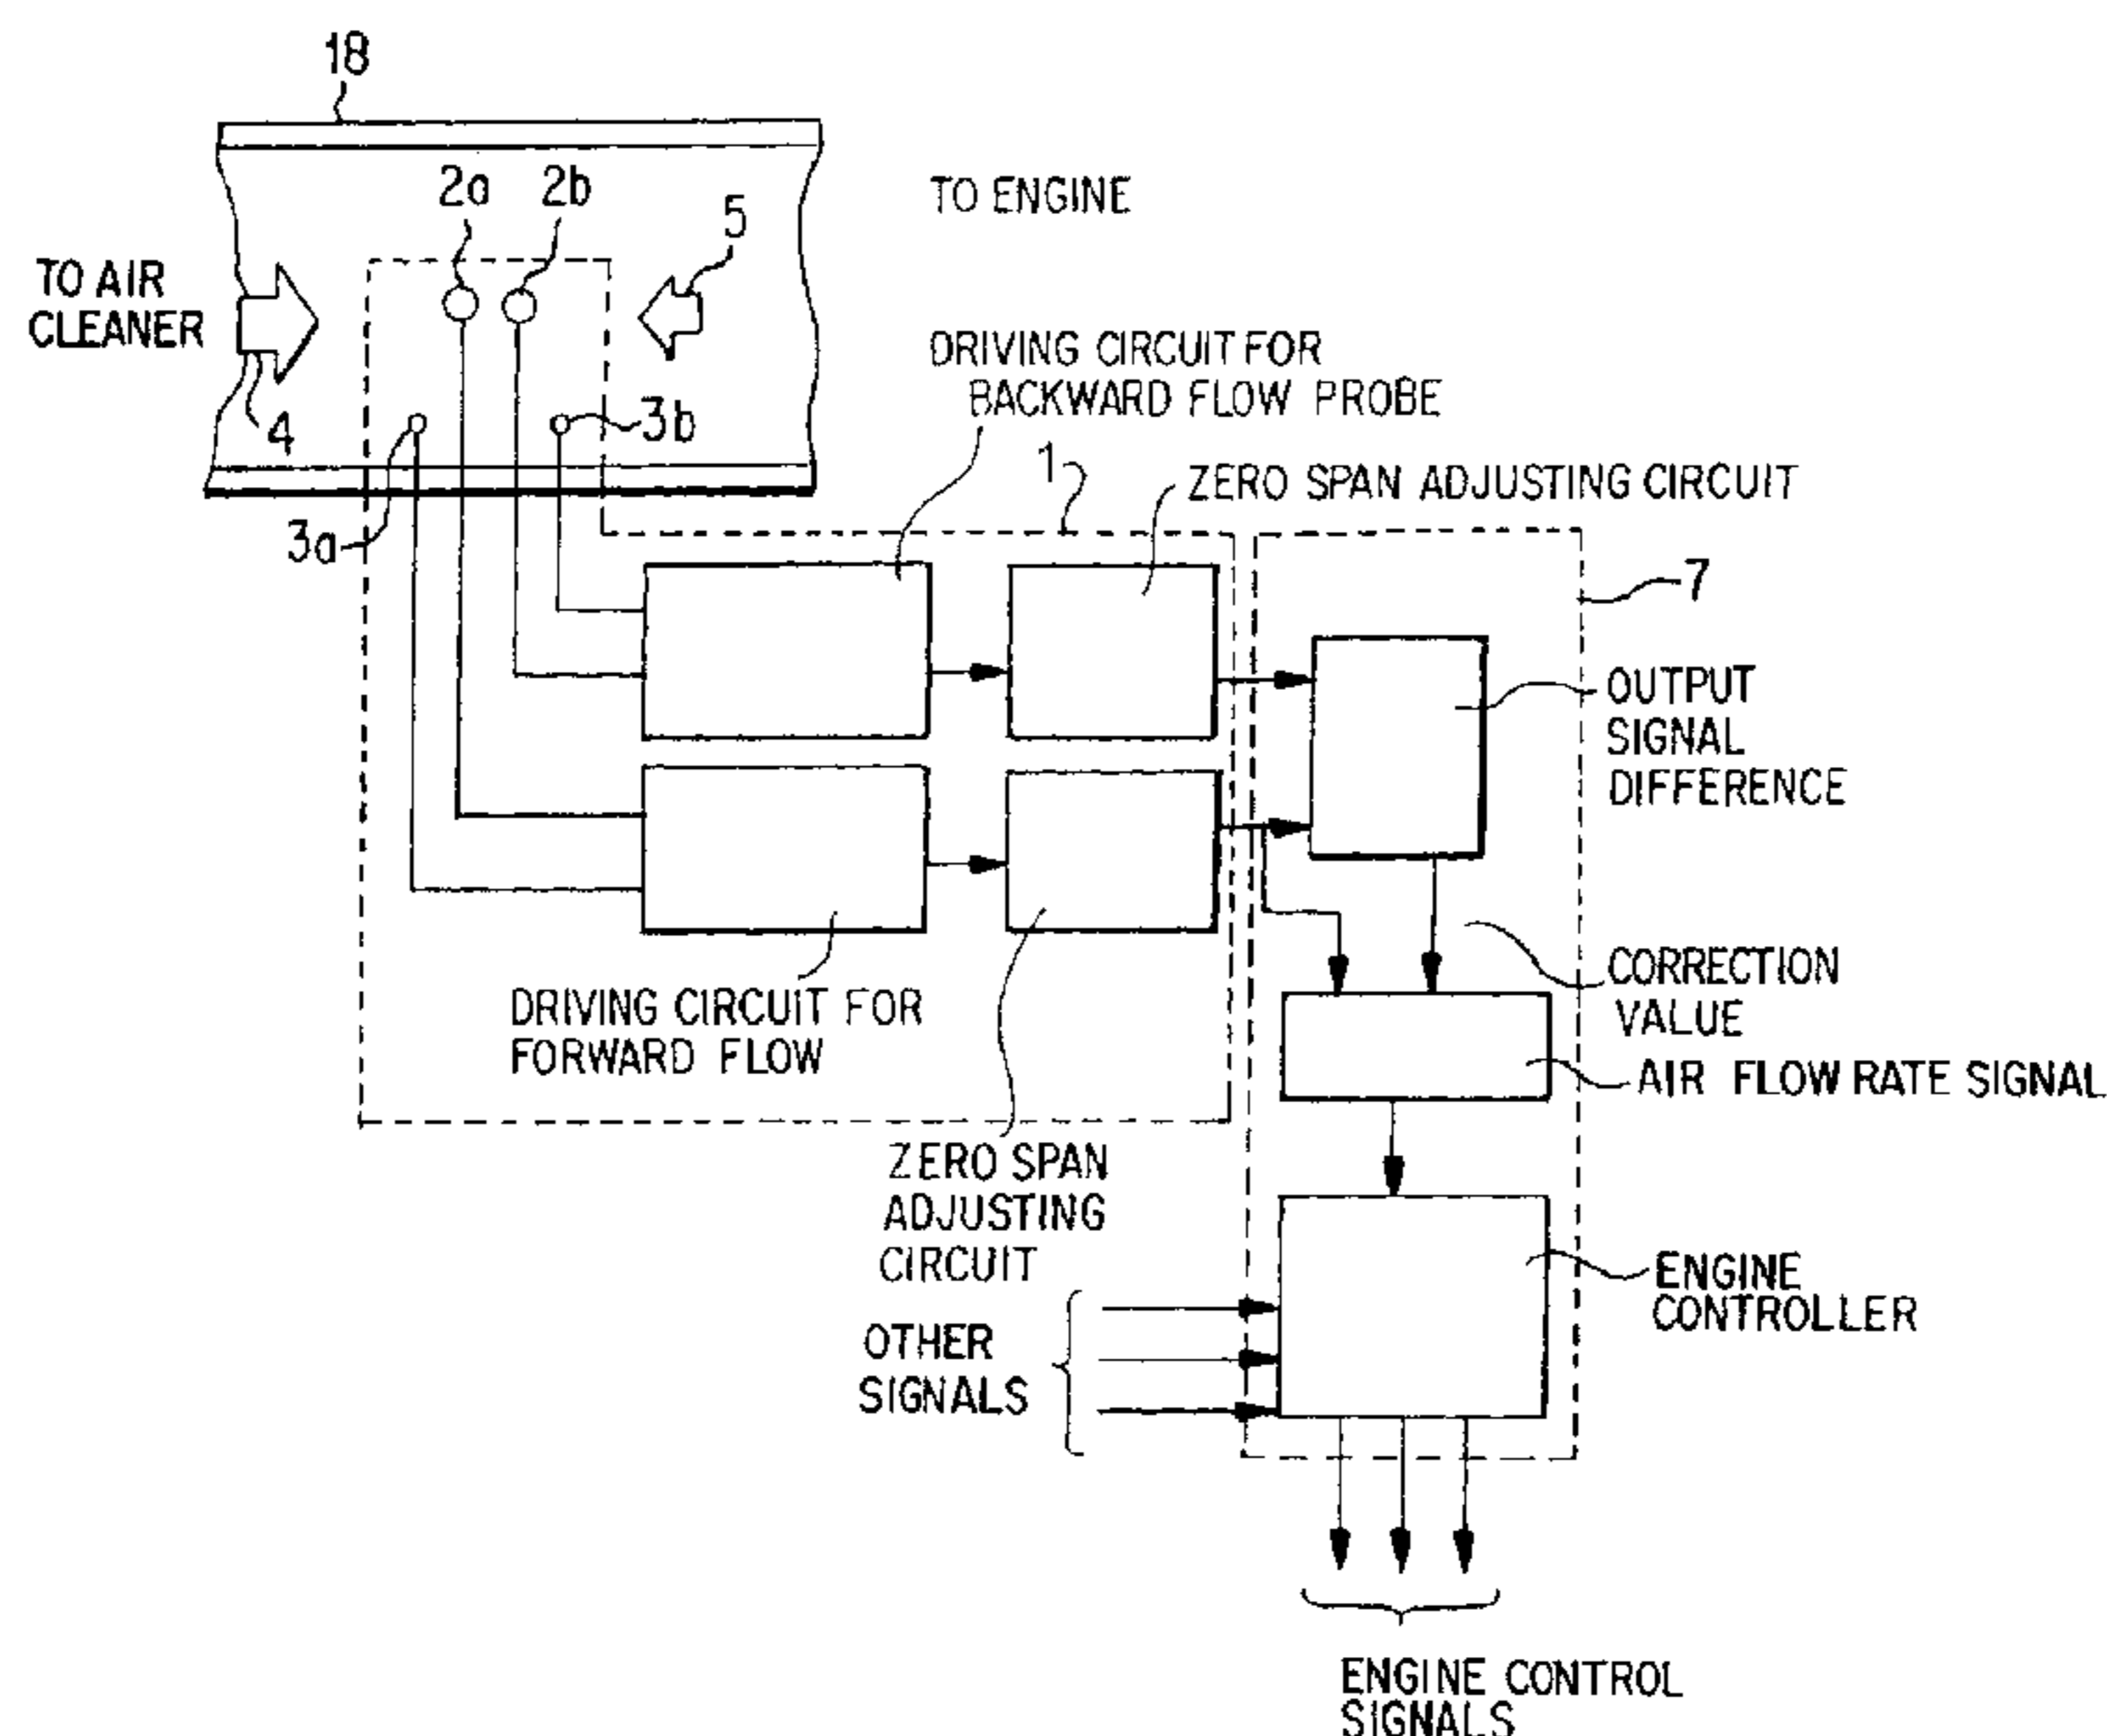 18
2a 2b
5
TO ENGINE
TO AIR
CLEANER
4
3a
3b
DRIVING CIRCUIT FOR
BACKWARD FLOW PROBE
1
ZERO SPAN ADJUSTING CIRCUIT
7
OUTPUT
SIGNAL
DIFFERENCE
CORRECTION
VALUE
DRIVING CIRCUIT FOR
FORWARD FLOW
AIR FLOW RATE SIGNAL
ZERO SPAN
ADJUSTING
CIRCUIT
ENGINE
CONTROLLER
OTHER
SIGNALS
ENGINE CONTROL
SIGNALS